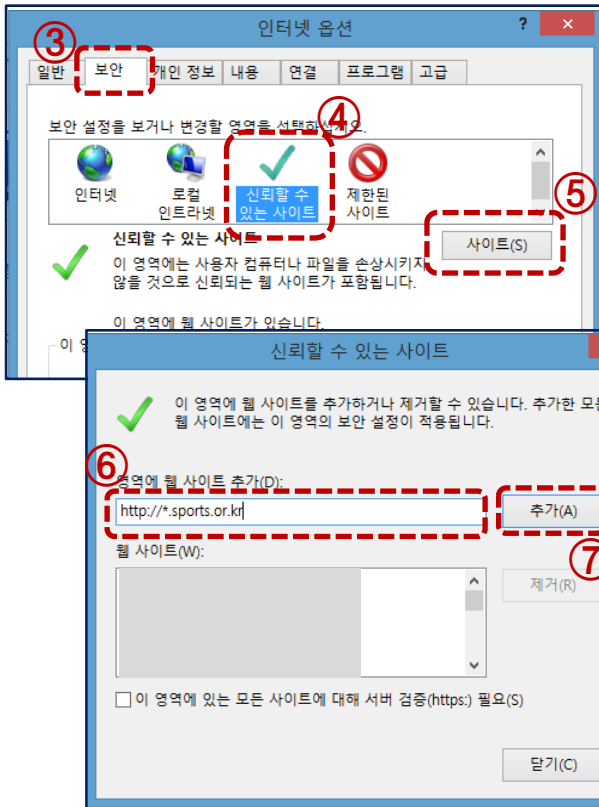 인터넷 옵션
?
×
③
일반
보안
개인 정보
내용
연결
프로그램
고급
보안 설정을 보거나 변경할 영역을 선택하십시오.
④
인터넷
로컬
인트라넷
신뢰할 수
있는 사이트
제한된
사이트
⑤
신뢰할 수 있는 사이트
사이트(S)
이 영역에는 사용자 컴퓨터나 파일을 손상시키지
않을 것으로 신뢰되는 웹 사이트가 포함됩니다.
이 영역에 웹 사이트가 있습니다.
이
신뢰할 수 있는 사이트
이 영역에 웹 사이트를 추가하거나 제거할 수 있습니다. 추가한
웹 사이트에는 이 영역의 보안 설정이 적용됩니다.
⑥
영역에 웹 사이트 추가(D):
http://*.sports.or.kr
추가(A)
⑦
웹 사이트(W):
제거(R)
이 영역에 있는 모든 사이트에 대해 서버 검증(https:) 필요(S)
닫기(C)